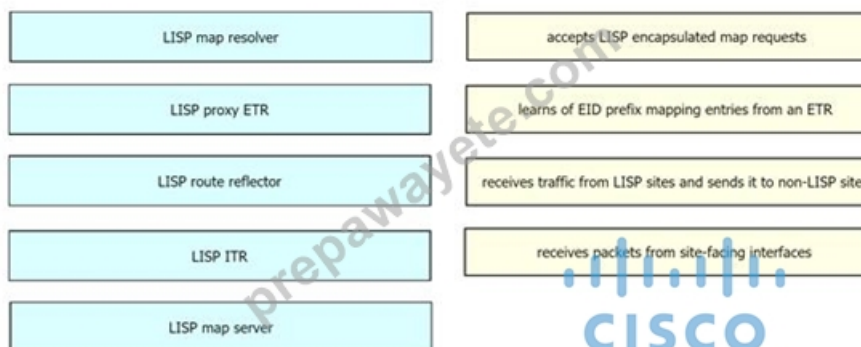 LISP map resolver
accepts LISP encapsulated map requests
LISP proxy ETR
learns of EID prefix mapping entries from an ETR
LISP route reflector
receives traffic from LISP sites and sends it to non-LISP site
LISP ITR
receives packets from site-facing interfaces
LISP map server
prepawayete.com
CISCO